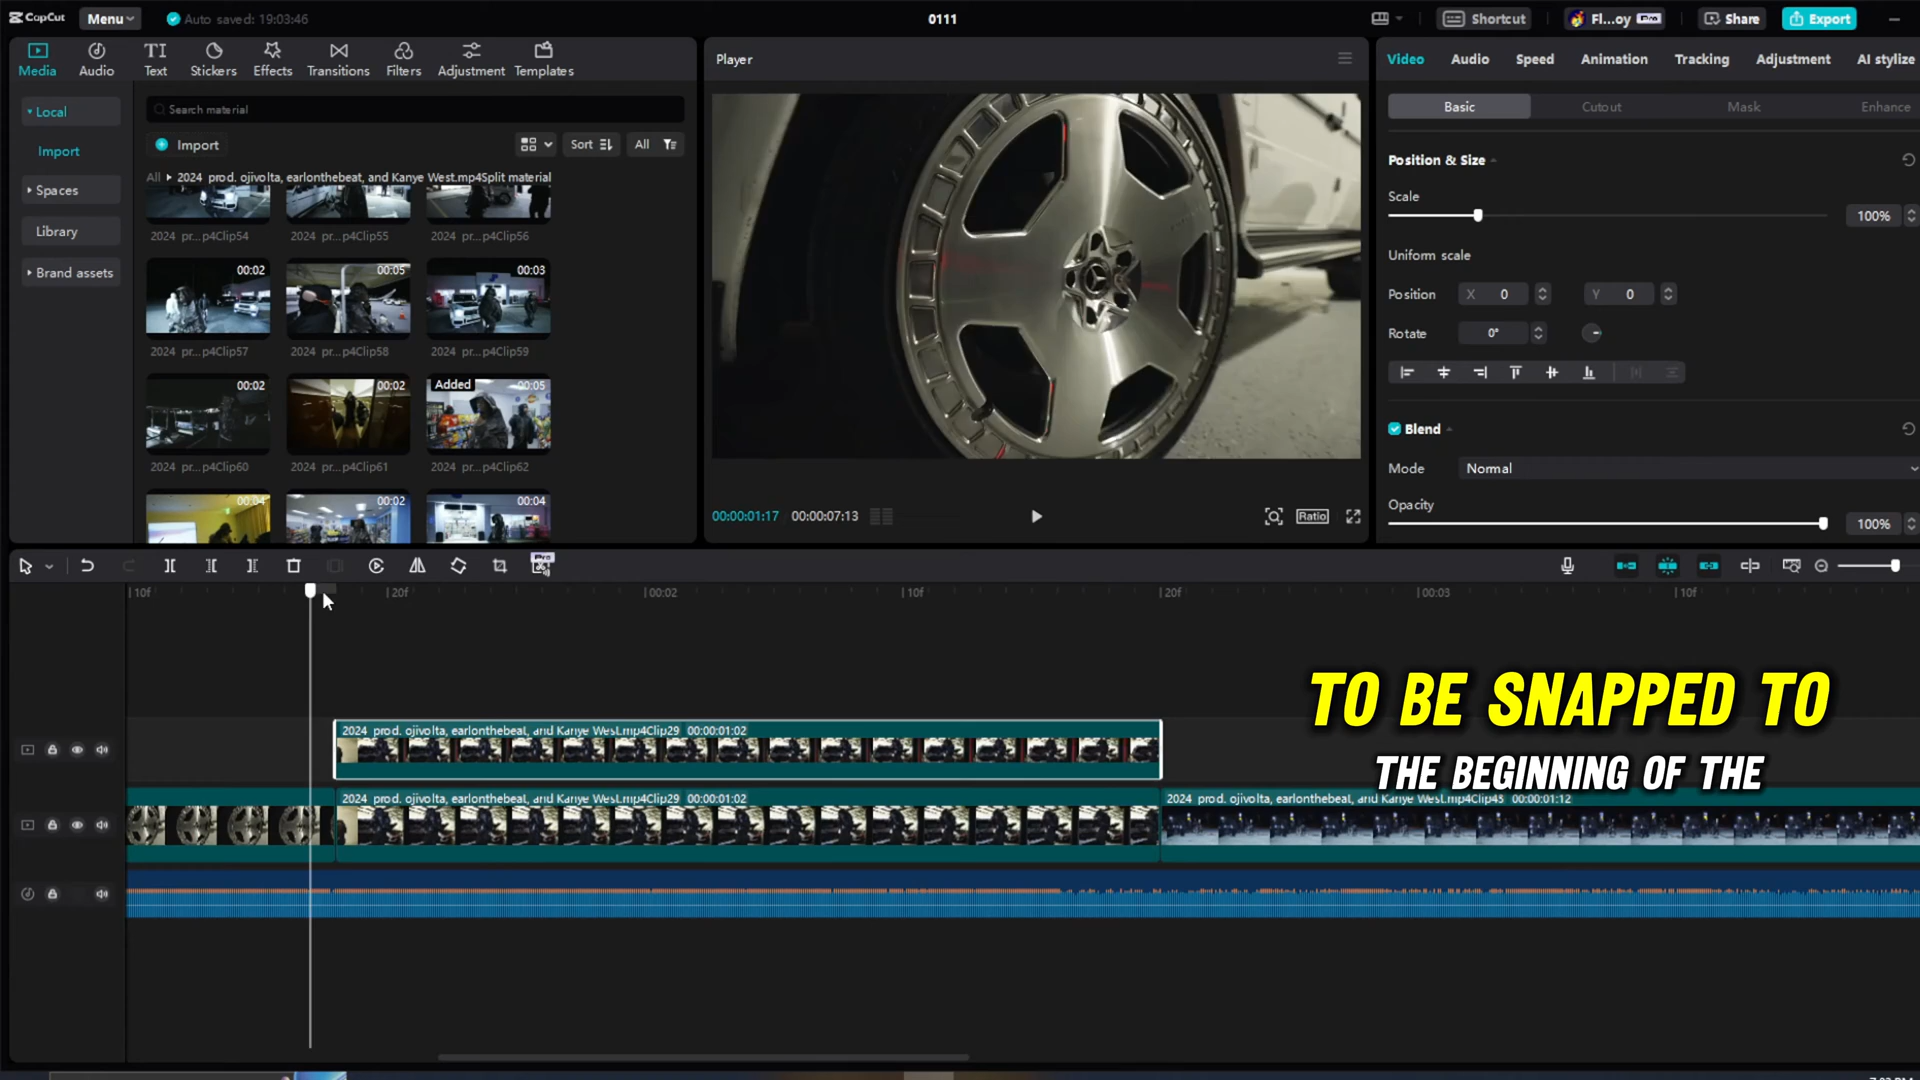 CapCut
Menu
Auto saved: 19:03:46
0111
Shortcut
Fl...oy
Pro
Share
Export
Media
Audio
Text
Stickers
Effects
Transitions
Filters
Adjustment
Templates
Local
Import
Spaces
Library
Brand assets
Search material
Import
Sort
All
All
2024 prod. ojivolta, earlonthebeat, and Kanye West.mp4Split material
2024 pr...p4Clip54
2024 pr...p4Clip55
2024 pr...p4Clip56
00:02
00:05
00:03
2024 pr...p4Clip57
2024 pr...p4Clip58
2024 pr...p4Clip59
00:02
00:02
Added
00:05
2024 pr...p4Clip60
2024 pr...p4Clip61
2024 pr...p4Clip62
00:04
00:02
00:04
Player
00:00:01:17
00:00:07:13
Ratio
Video
Audio
Speed
Animation
Tracking
Adjustment
AI stylize
Basic
Cutout
Mask
Enhance
Position & Size
Scale
100%
Uniform scale
Position
X 0
Y 0
Rotate
0°
Blend
Mode
Normal
Opacity
100%
Pro
10f
20f
00:02
10f
20f
00:03
10f
TO BE SNAPPED TO
THE BEGINNING OF THE
2024 prod. ojivolta, earlonthebeat, and Kanye West.mp4Clip29 00:00:01:02
2024 prod. ojivolta, earlonthebeat, and Kanye West.mp4Clip29 00:00:01:02
2024 prod. ojivolta, earlonthebeat, and Kanye West.mp4Clip45 00:00:01:12